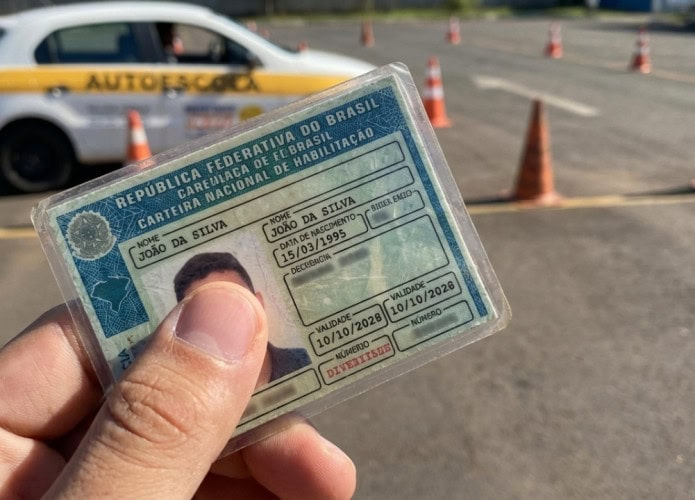 AUTOESCOLA
REPÚBLICA FEDERATIVA DO BRASIL
CARTEIRA NACIONAL DE HABILITAÇÃO
NOME
JOÃO DA SILVA
NOME
JOÃO DA SILVA
DATA DE NASCIMENTO
15/03/1995
VALIDADE
10/10/2028
VALIDADE
10/10/2028
NÚMERO
NÚMERO